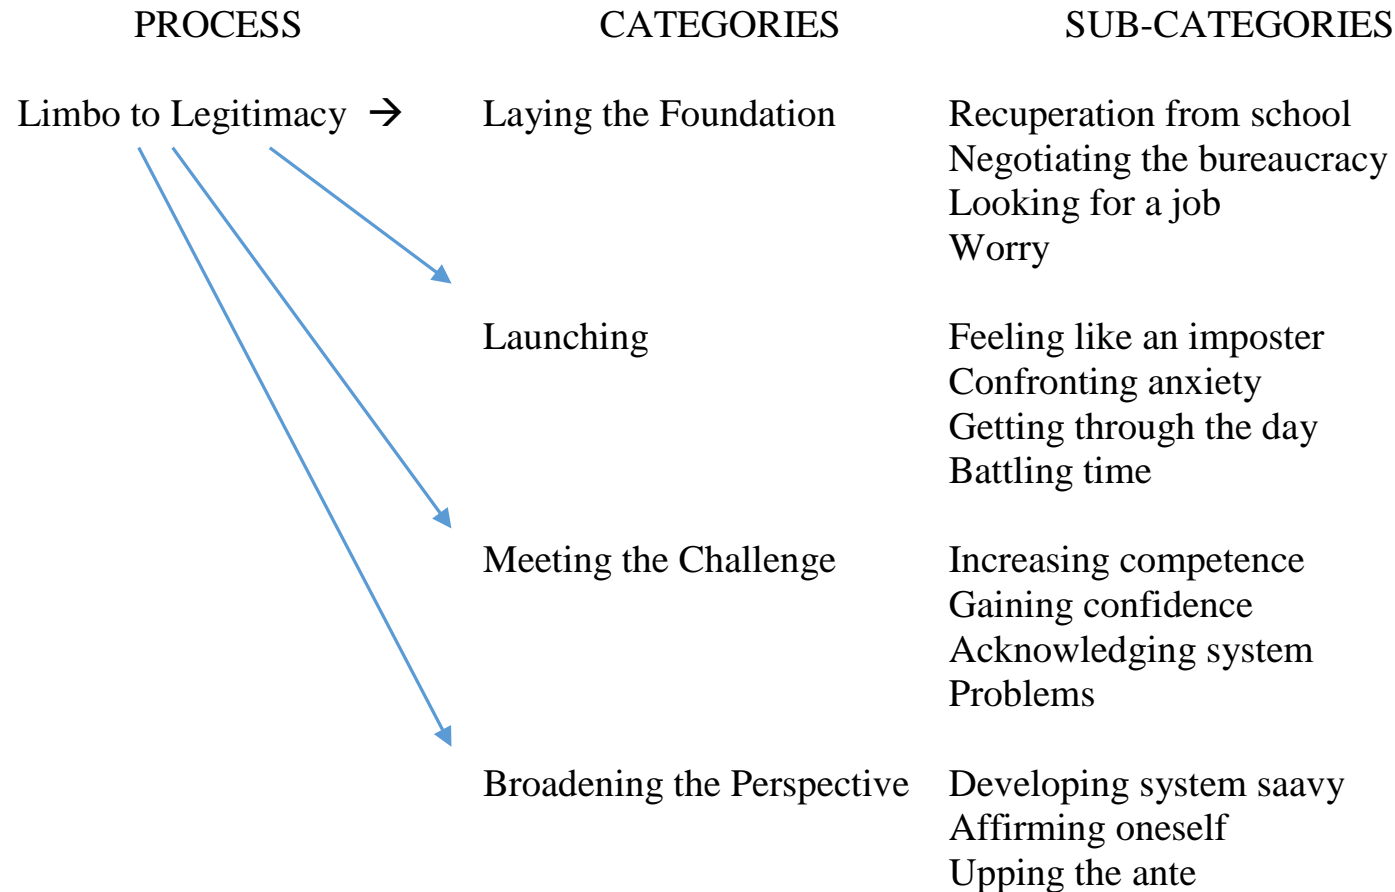 PROCESS CATEGORIES SUB-CATEGORIES
Limbo to Legitimacy → Laying the Foundation Recuperation from school
Negotiating the bureaucracy
Looking for a job
Worry
Launching Feeling like an imposter
Confronting anxiety
Getting through the day
Battling time
Meeting the Challenge Increasing competence
Gaining confidence
Acknowledging system
Problems
Broadening the Perspective Developing system saavy
Affirming oneself
Upping the ante